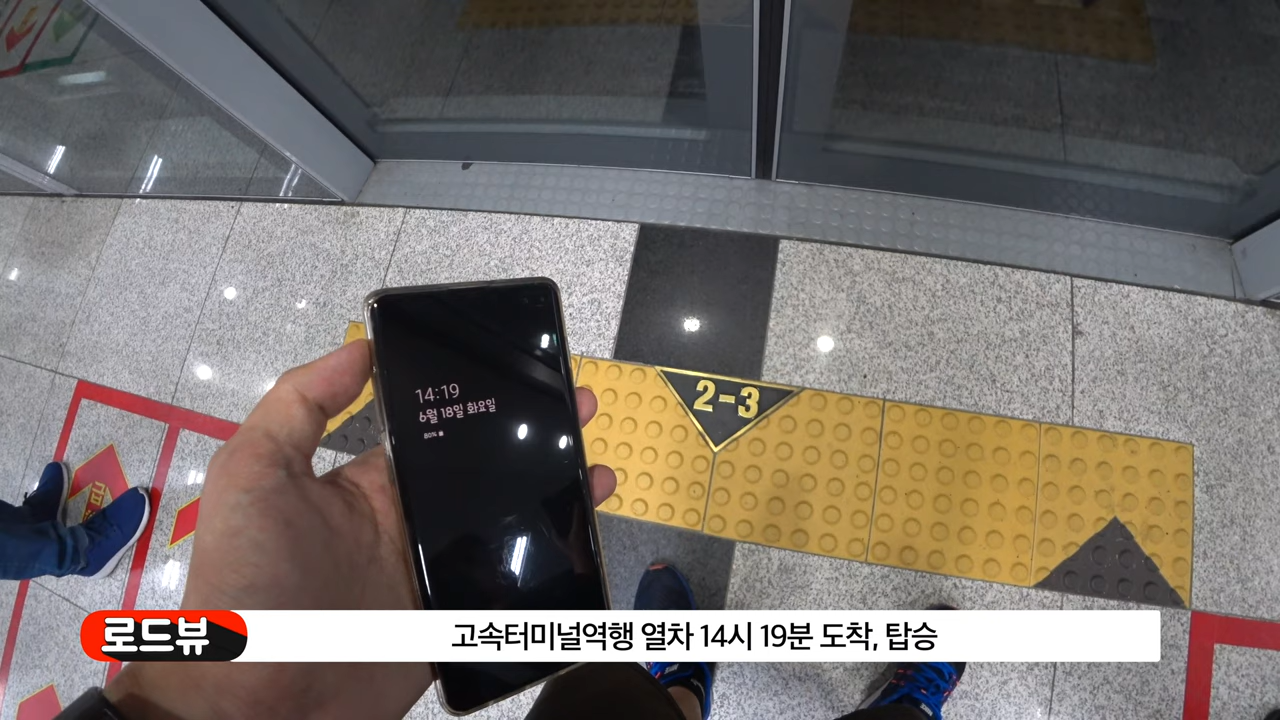 2-3
14:19
6월 18일 화요일
80%
로드뷰
고속터미널역행 열차 14시 19분 도착, 탑승